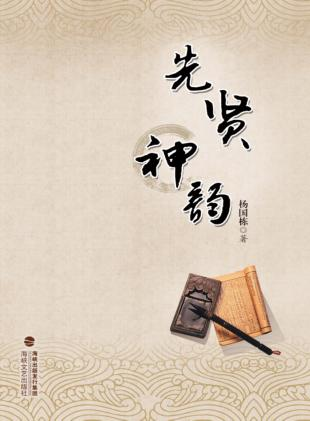 先贤
神韵
杨国栋
◎著
海峡出版发行集团
海峡文艺出版社